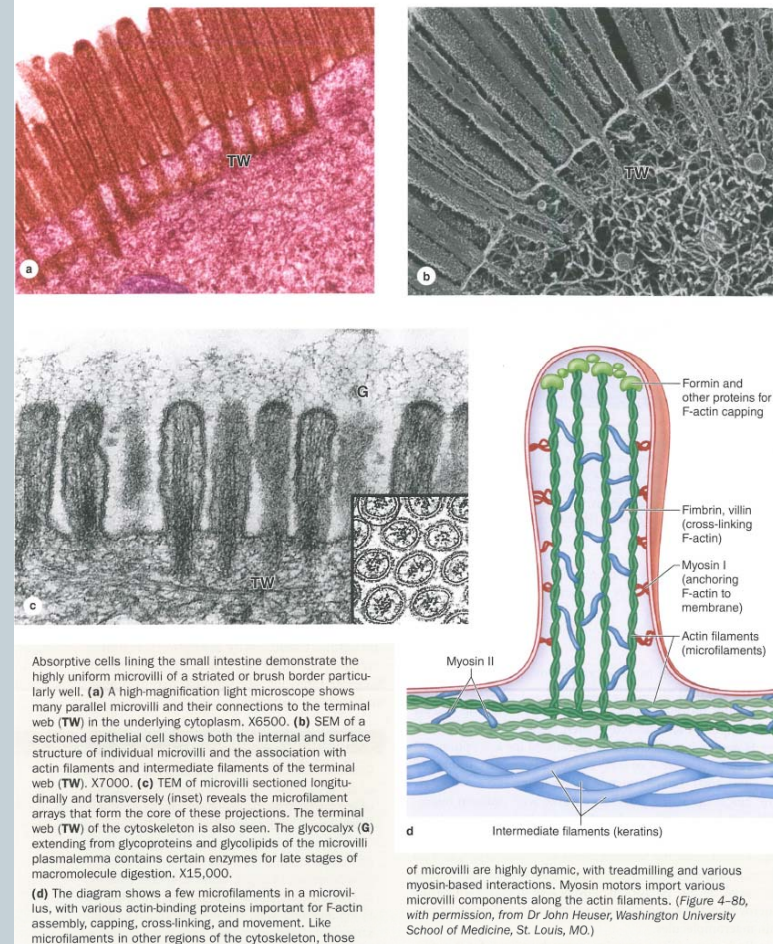 TW
a
TW
b
G
TW
c
Formin and
other proteins for
F-actin capping
Fimbrin, villin
(cross-linking
F-actin)
Myosin I
(anchoring
F-actin to
membrane)
Actin filaments
(microfilaments)
Myosin II
d
Intermediate filaments (keratins)
Absorptive cells lining the small intestine demonstrate the
highly uniform microvilli of a striated or brush border particu-
larly well. (a) A high-magnification light microscope shows
many parallel microvilli and their connections to the terminal
web (TW) in the underlying cytoplasm. X6500. (b) SEM of a
sectioned epithelial cell shows both the internal and surface
structure of individual microvilli and the association with
actin filaments and intermediate filaments of the terminal
web (TW). X7000. (c) TEM of microvilli sectioned longitu-
dinally and transversely (inset) reveals the microfilament
arrays that form the core of these projections. The terminal
web (TW) of the cytoskeleton is also seen. The glycocalyx (G)
extending from glycoproteins and glycolipids of the microvilli
plasmalemma contains certain enzymes for late stages of
macromolecule digestion. X15,000.
(d) The diagram shows a few microfilaments in a microvil-
lus, with various actin-binding proteins important for F-actin
assembly, capping, cross-linking, and movement. Like
microfilaments in other regions of the cytoskeleton, those
of microvilli are highly dynamic, with treadmilling and various
myosin-based interactions. Myosin motors import various
microvilli components along the actin filaments. (Figure 4–8b,
with permission, from Dr John Heuser, Washington University
School of Medicine, St. Louis, MO.)